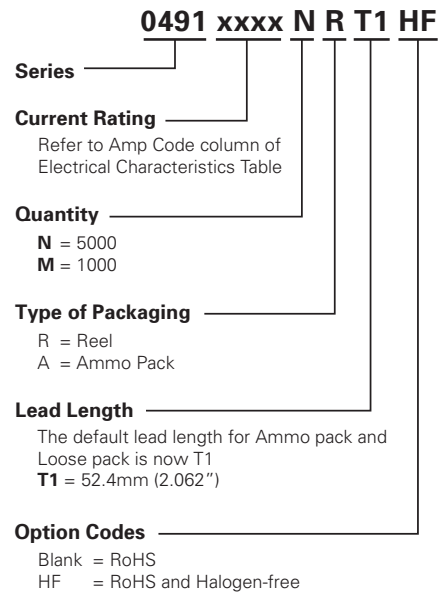 0491 xxxx N R T1 HF
Series
Current Rating
Refer to Amp Code column of
Electrical Characteristics Table
Quantity
N = 5000
M = 1000
Type of Packaging
R = Reel
A = Ammo Pack
Lead Length
The default lead length for Ammo pack and
Loose pack is now T1
T1 = 52.4mm (2.062″)
Option Codes
Blank = RoHS
HF = RoHS and Halogen-free